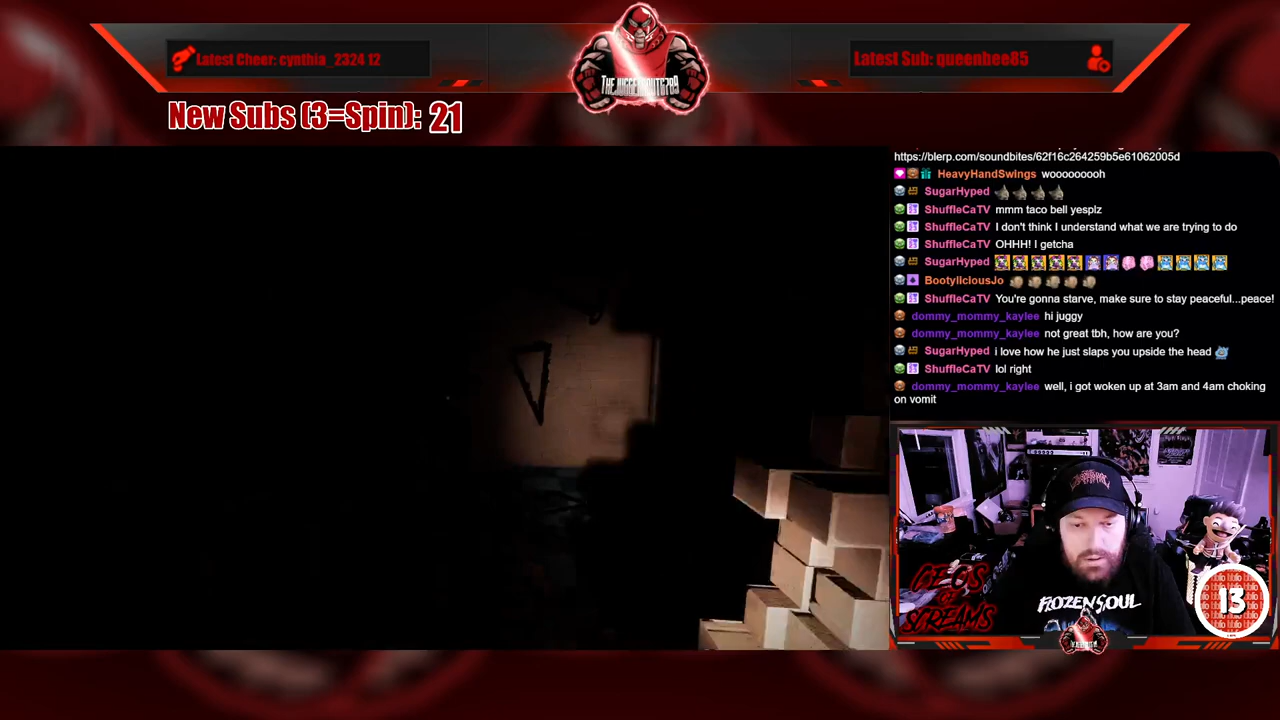 Latest Cheer: cynthia_2324 12
THEJUGGERNAUT6789
Latest Sub: queenbee85
New Subs (3=Spin): 21
https://blerp.com/soundbites/62f16c264259b5e61062005d
HeavyHandSwings wooooooooh
SugarHyped
ShuffleCaTV mmm taco bell yesplz
ShuffleCaTV I don't think I understand what we are trying to do
ShuffleCaTV OHHH! I getcha
SugarHyped
BootyliciousJo
ShuffleCaTV You're gonna starve, make sure to stay peaceful...peace!
dommy_mommy_kaylee hi juggy
dommy_mommy_kaylee not great tbh, how are you?
SugarHyped i love how he just slaps you upside the head
ShuffleCaTV lol right
dommy_mommy_kaylee well, i got woken up at 3am and 4am choking
on vomit
GEOS
OF
SCREAMS
FROZEN SOUL
13